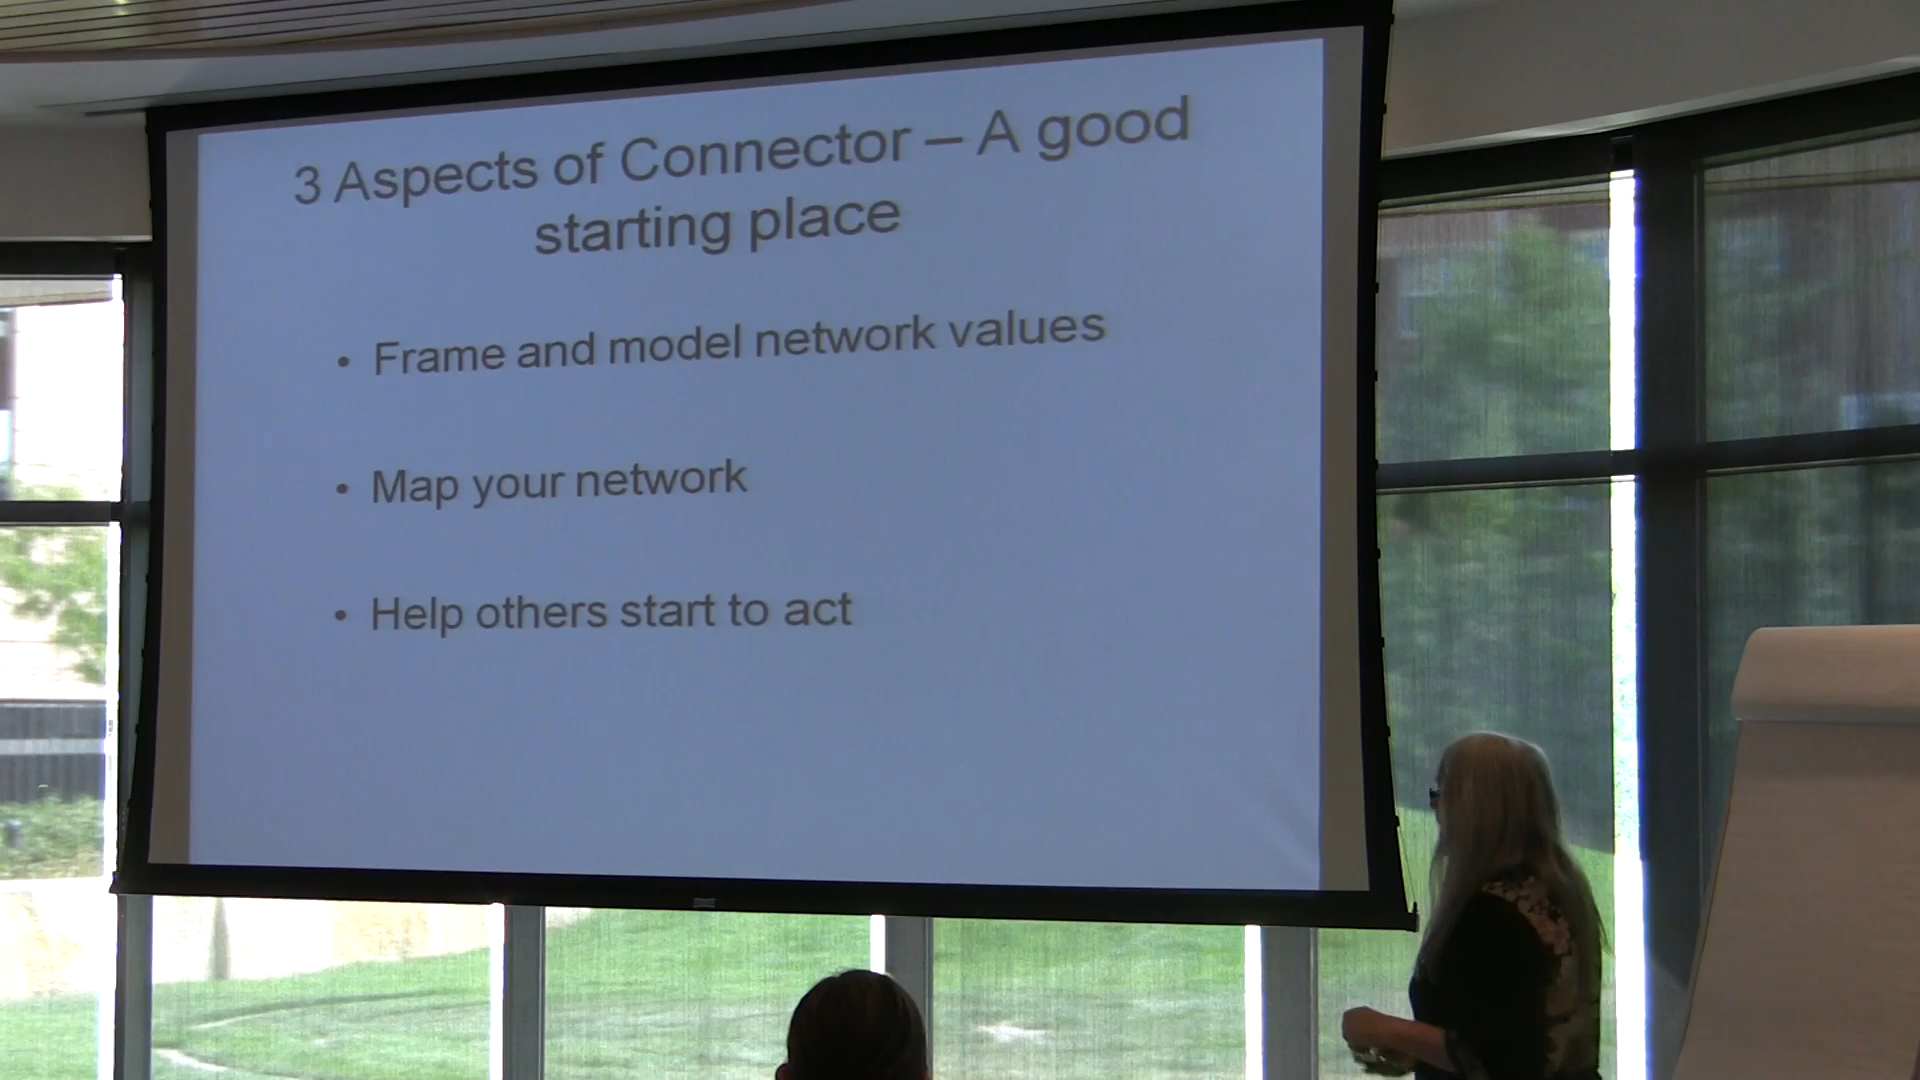 3 Aspects of Connector – A good
starting place
• Frame and model network values
• Map your network
• Help others start to act